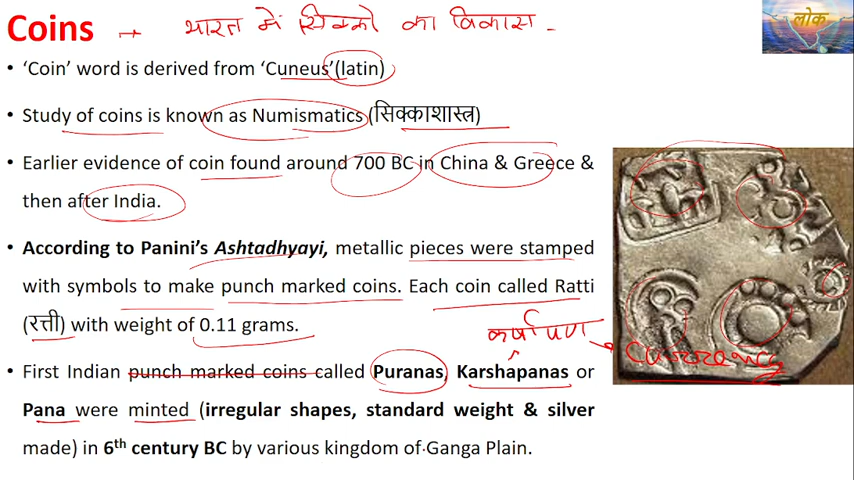 Coins → भारत में सिक्को का विकास -
लोक
• ‘Coin’ word is derived from ‘Cuneus’(latin)
• Study of coins is known as Numismatics (सिक्काशास्त्र)
• Earlier evidence of coin found around 700 BC in China & Greece &
then after India.
• According to Panini’s Ashtadhyayi, metallic pieces were stamped
with symbols to make punch marked coins. Each coin called Ratti
(रत्ती) with weight of 0.11 grams.
कार्षापण → Currency
• First Indian punch marked coins called Puranas, Karshapanas or
Pana were minted (irregular shapes, standard weight & silver
made) in 6th century BC by various kingdom of Ganga Plain.